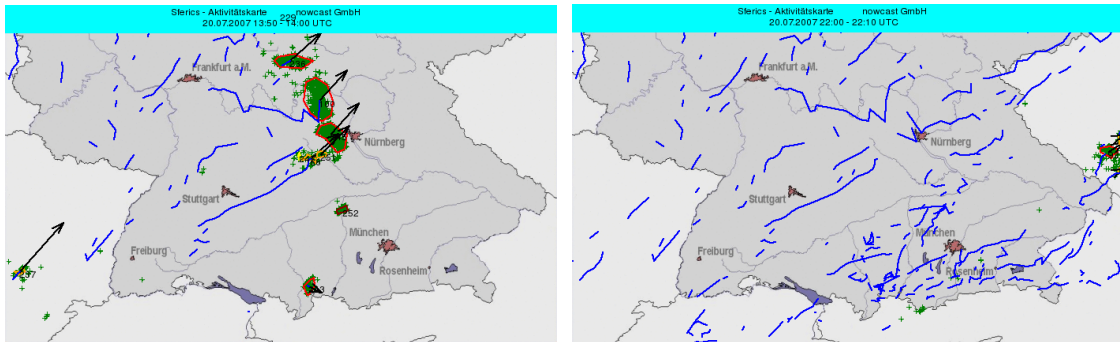 Sferics - Aktivitätskarte nowcast GmbH
229
20.07.2007 13:50 - 14:00 UTC
Frankfurt a.M.
Nürnberg
Stuttgart
252
München
Freiburg
Rosenheim
Sferics - Aktivitätskarte nowcast GmbH
20.07.2007 22:00 - 22:10 UTC
Frankfurt a.M.
Nürnberg
Stuttgart
München
Freiburg
Rosenheim